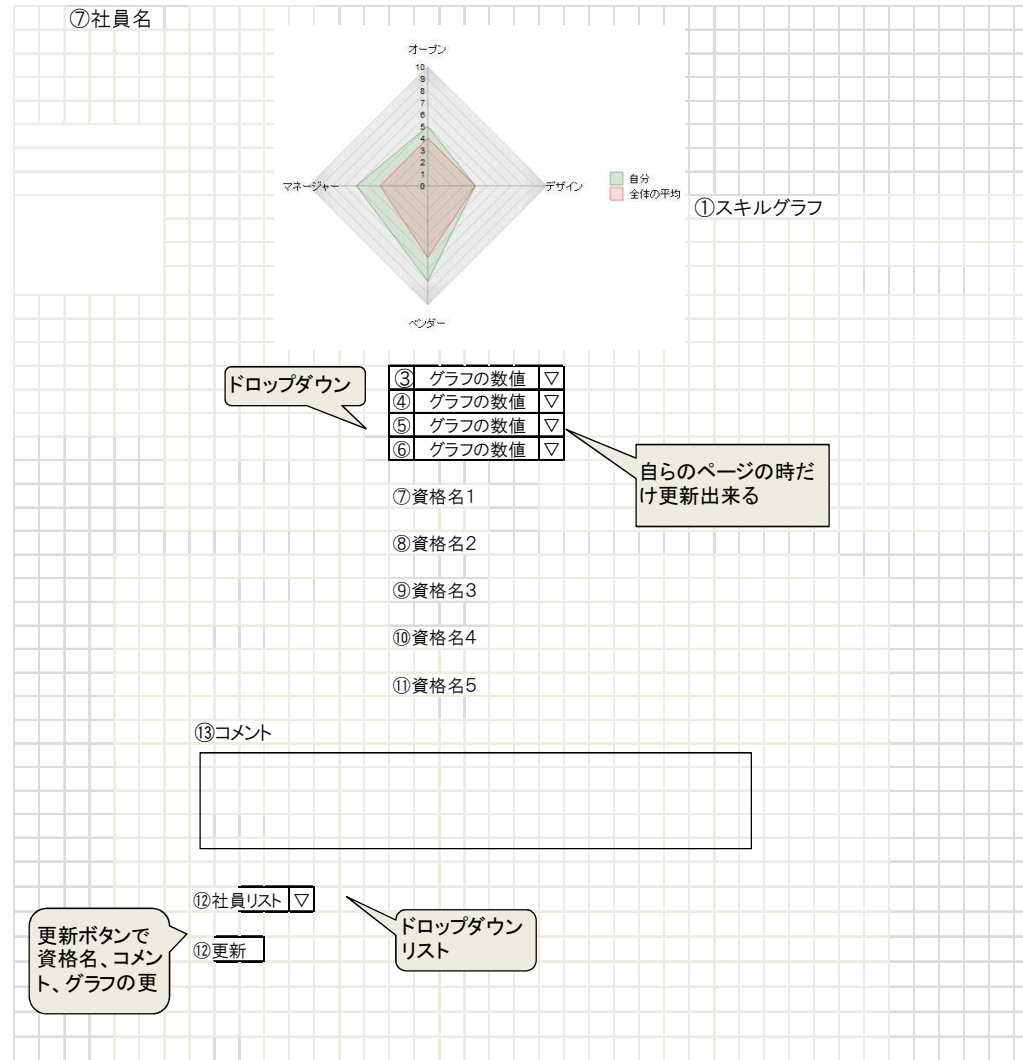 ⑦社員名
オープン
10
9
8
7
6
5
4
3
2
1
0
マネージャー
デザイン
ベンダー
自分
全体の平均
①スキルグラフ
ドロップダウン
③ グラフの数値 ▽
④ グラフの数値 ▽
⑤ グラフの数値 ▽
⑥ グラフの数値 ▽
自らのページの時だ
け更新出来る
⑦資格名1
⑧資格名2
⑨資格名3
⑩資格名4
⑪資格名5
⑬コメント
⑫社員リスト ▽
ドロップダウン
リスト
更新ボタンで
資格名、コメン
ト、グラフの更
⑫更新